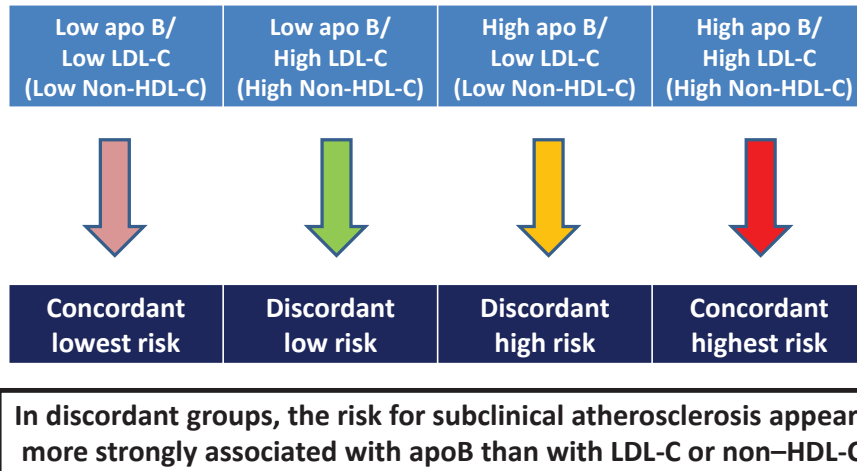 Low apo B/
Low LDL-C
(Low Non-HDL-C)
Low apo B/
High LDL-C
(High Non-HDL-C)
High apo B/
Low LDL-C
(Low Non-HDL-C)
High apo B/
High LDL-C
(High Non-HDL-C)
Concordant
lowest risk
Discordant
low risk
Discordant
high risk
Concordant
highest risk
In discordant groups, the risk for subclinical atherosclerosis appear
more strongly associated with apoB than with LDL-C or non–HDL-C